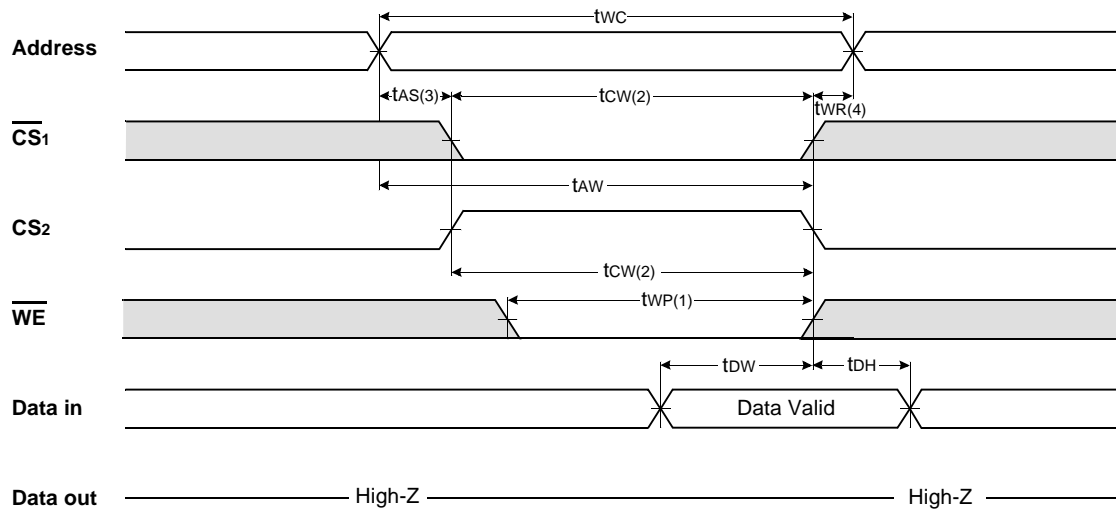 tWC
Address
tAS(3) tCW(2) tWR(4)
CS1
tAW
CS2
tCW(2)
tWP(1)
WE
tDW tDH
Data in Data Valid
Data out High-Z High-Z